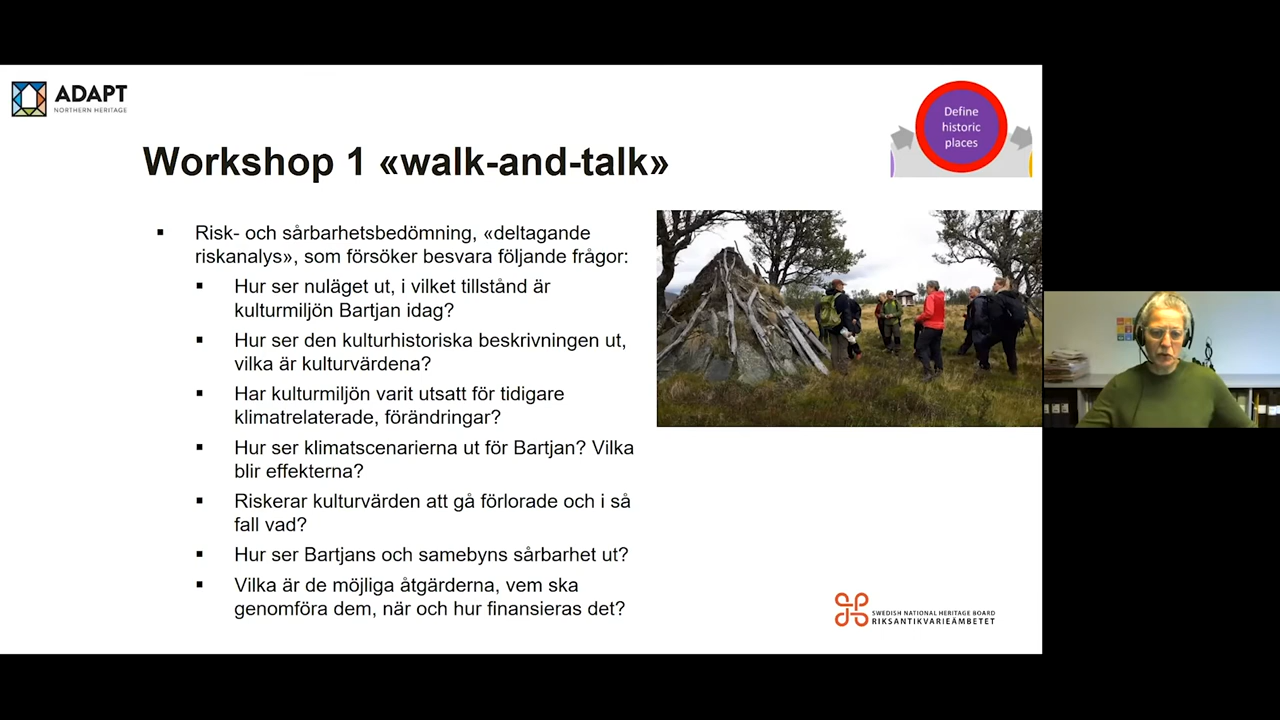 ADAPT
NORTHERN HERITAGE
Define
historic
places
Workshop 1 «walk-and-talk»
▪ Risk- och sårbarhetsbedömning, «deltagande
riskanalys», som försöker besvara följande frågor:
▪ Hur ser nuläget ut, i vilket tillstånd är
kulturmiljön Bartjan idag?
▪ Hur ser den kulturhistoriska beskrivningen ut,
vilka är kulturvärdena?
▪ Har kulturmiljön varit utsatt för tidigare
klimatrelaterade, förändringar?
▪ Hur ser klimatscenarierna ut för Bartjan? Vilka
blir effekterna?
▪ Riskerar kulturvärden att gå förlorade och i så
fall vad?
▪ Hur ser Bartjans och samebyns sårbarhet ut?
▪ Vilka är de möjliga åtgärderna, vem ska
genomföra dem, när och hur finansieras det?
SWEDISH NATIONAL HERITAGE BOARD
RIKSANTIKVARIEÄMBETET